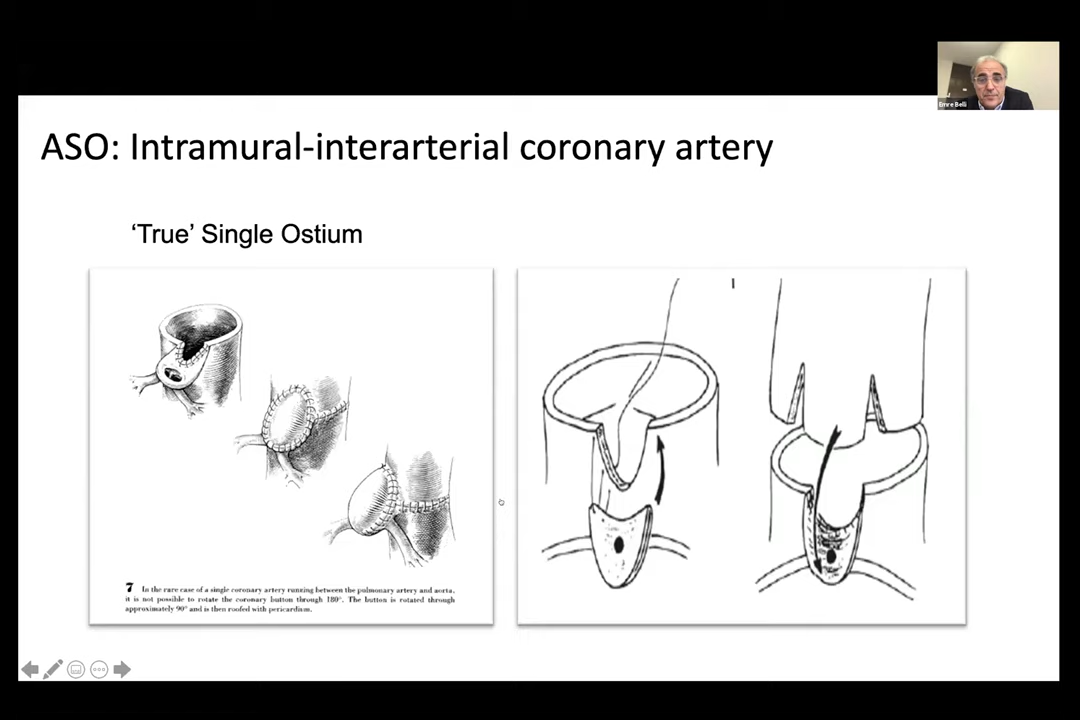 Emre Belli
ASO: Intramural-interarterial coronary artery
‘True’ Single Ostium
7 In the rare case of a single coronary artery running between the pulmonary artery and aorta,
it is not possible to rotate the coronary button through 180°. The button is rotated through
approximately 90° and is then roofed with pericardium.